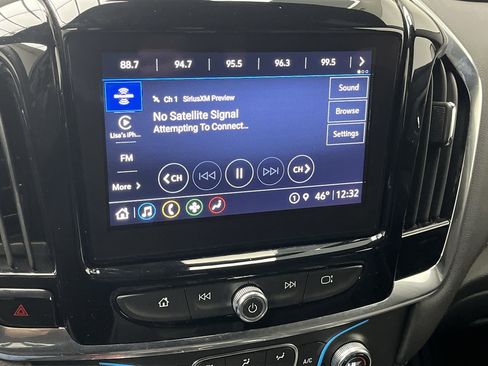 88.7 94.7 95.5 96.3 99.5
Ch 1 SiriusXM Preview
No Satellite Signal
Attempting To Connect...
Sound
Browse
Settings
Lisa's iPh...
FM
More
CH
CH
1 46° 12:32
A/C